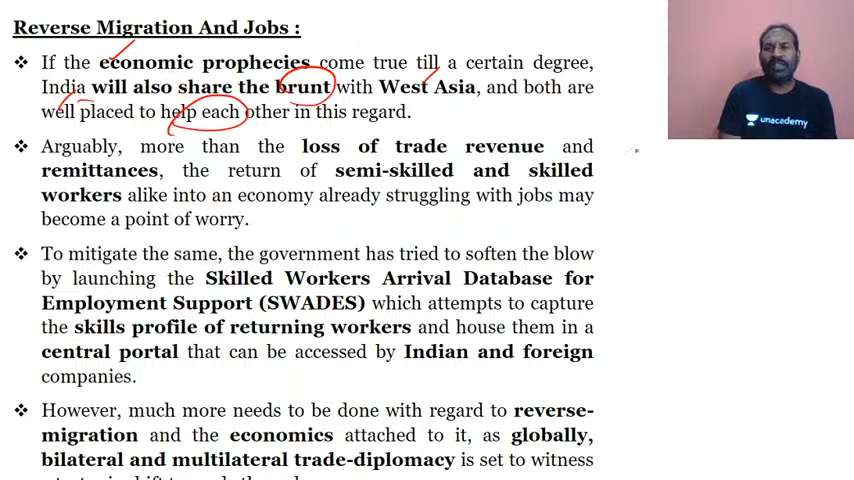 Reverse Migration And Jobs :
❖ If the economic prophecies come true till a certain degree,
India will also share the brunt with West Asia, and both are
well placed to help each other in this regard.
❖ Arguably, more than the loss of trade revenue and
remittances, the return of semi-skilled and skilled
workers alike into an economy already struggling with jobs may
become a point of worry.
❖ To mitigate the same, the government has tried to soften the blow
by launching the Skilled Workers Arrival Database for
Employment Support (SWADES) which attempts to capture
the skills profile of returning workers and house them in a
central portal that can be accessed by Indian and foreign
companies.
❖ However, much more needs to be done with regard to reverse-
migration and the economics attached to it, as globally,
bilateral and multilateral trade-diplomacy is set to witness
unacademy